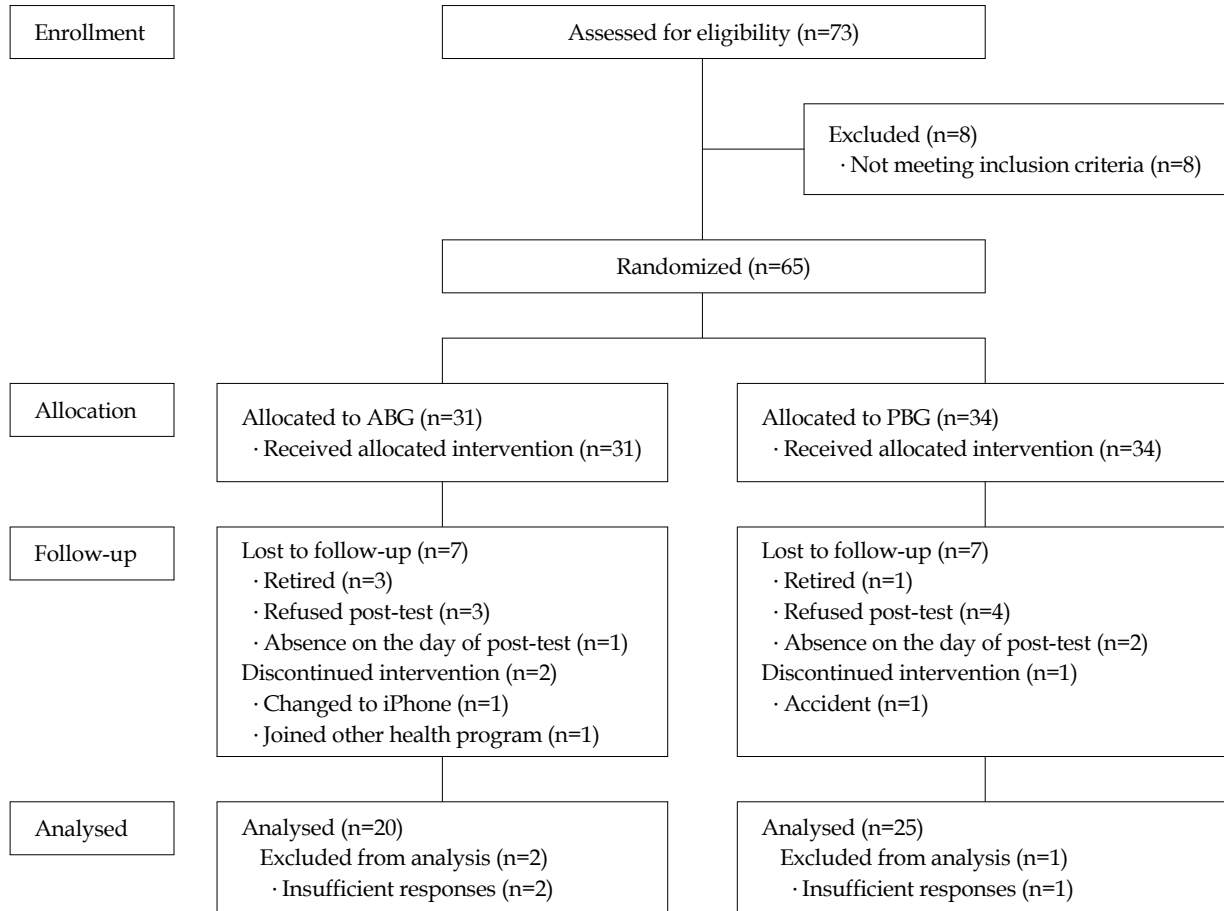 Enrollment
Assessed for eligibility (n=73)
Excluded (n=8)
· Not meeting inclusion criteria (n=8)
Randomized (n=65)
Allocation
Allocated to ABG (n=31)
· Received allocated intervention (n=31)
Allocated to PBG (n=34)
· Received allocated intervention (n=34)
Follow-up
Lost to follow-up (n=7)
· Retired (n=3)
· Refused post-test (n=3)
· Absence on the day of post-test (n=1)
Discontinued intervention (n=2)
· Changed to iPhone (n=1)
· Joined other health program (n=1)
Lost to follow-up (n=7)
· Retired (n=1)
· Refused post-test (n=4)
· Absence on the day of post-test (n=2)
Discontinued intervention (n=1)
· Accident (n=1)
Analysed
Analysed (n=20)
Excluded from analysis (n=2)
· Insufficient responses (n=2)
Analysed (n=25)
Excluded from analysis (n=1)
· Insufficient responses (n=1)